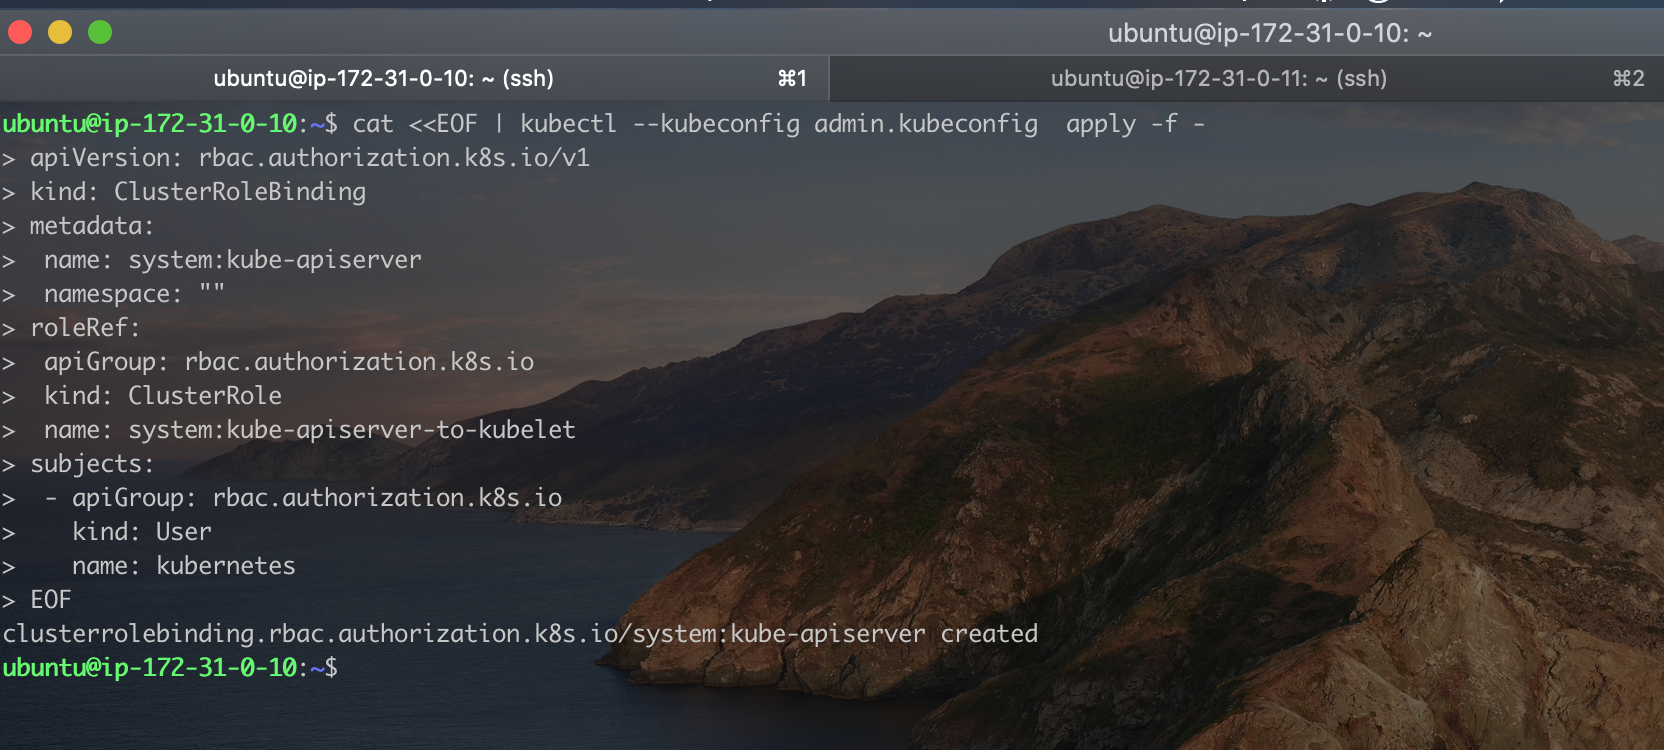 ubuntu@ip-172-31-0-10: ~
ubuntu@ip-172-31-0-10: ~ (ssh) ⌘1 ubuntu@ip-172-31-0-11: ~ (ssh) ⌘2
ubuntu@ip-172-31-0-10:~$ cat <<EOF | kubectl --kubeconfig admin.kubeconfig  apply -f -
> apiVersion: rbac.authorization.k8s.io/v1
> kind: ClusterRoleBinding
> metadata:
>  name: system:kube-apiserver
>  namespace: ""
> roleRef:
>  apiGroup: rbac.authorization.k8s.io
>  kind: ClusterRole
>  name: system:kube-apiserver-to-kubelet
> subjects:
>  - apiGroup: rbac.authorization.k8s.io
>    kind: User
>    name: kubernetes
> EOF
clusterrolebinding.rbac.authorization.k8s.io/system:kube-apiserver created
ubuntu@ip-172-31-0-10:~$